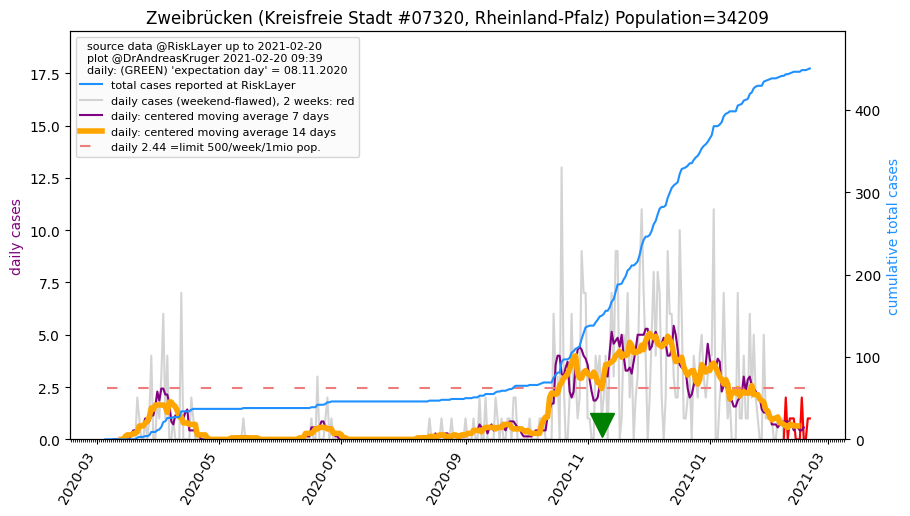 Zweibrücken (Kreisfreie Stadt #07320, Rheinland-Pfalz) Population=34209
source data @RiskLayer up to 2021-02-20
plot @DrAndreasKruger 2021-02-20 09:39
daily: (GREEN) 'expectation day' = 08.11.2020
total cases reported at RiskLayer
daily cases (weekend-flawed), 2 weeks: red
daily: centered moving average 7 days
daily: centered moving average 14 days
daily 2.44 =limit 500/week/1mio pop.
daily cases
17.5
15.0
12.5
10.0
7.5
5.0
2.5
0.0
cumulative total cases
400
300
200
100
0
2020-03
2020-05
2020-07
2020-09
2020-11
2021-01
2021-03